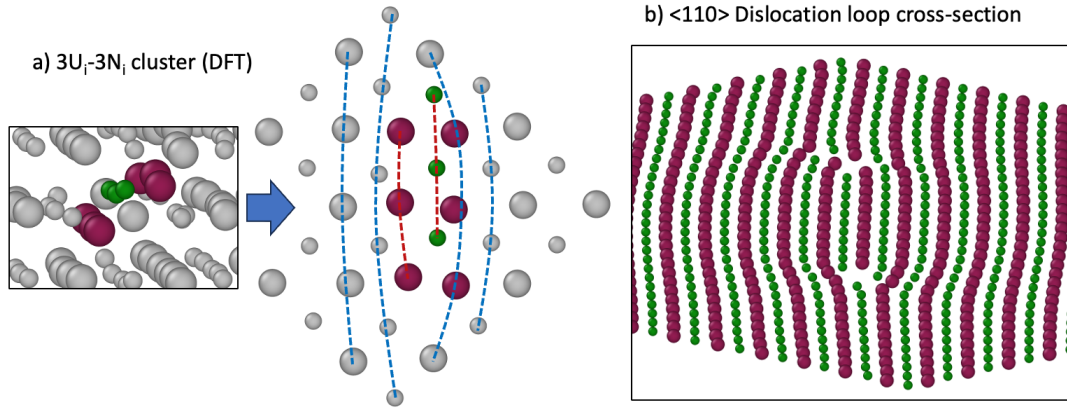 a) 3Uᵢ-3Nᵢ cluster (DFT)
b) <110> Dislocation loop cross-section